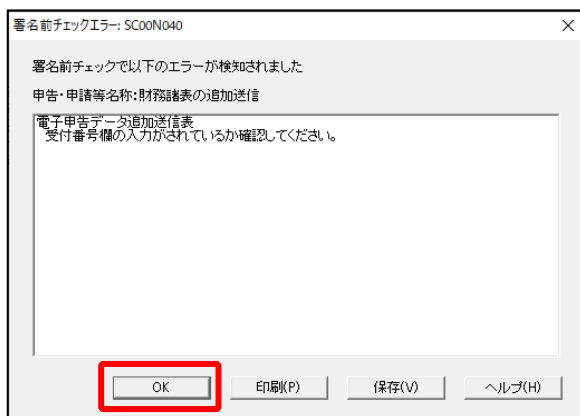 署名前チェックエラー: SC00N040
署名前チェックで以下のエラーが検知されました
申告・申請等名称:財務諸表の追加送信
電子申告データ追加送信表
受付番号欄の入力がされているか確認してください。
OK 印刷(P) 保存(V) ヘルプ(H)